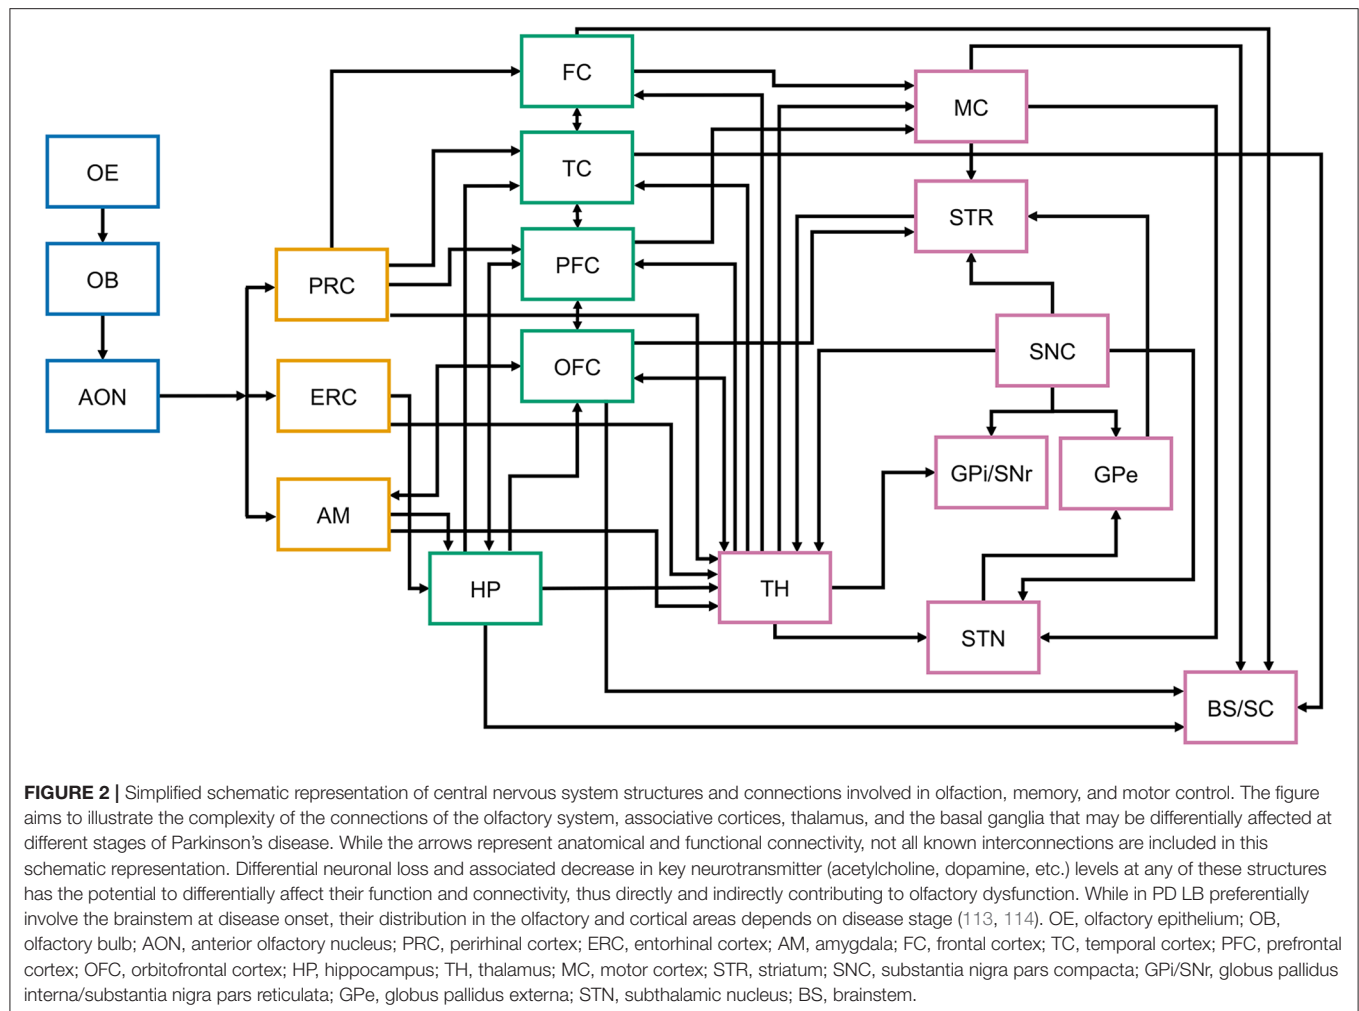 FC
MC
OE
TC
STR
OB
PRC
PFC
SNC
OFC
AON
ERC
GPi/SNr
GPe
AM
HP
TH
STN
BS/SC
FIGURE 2 | Simplified schematic representation of central nervous system structures and connections involved in olfaction, memory, and motor control. The figure
aims to illustrate the complexity of the connections of the olfactory system, associative cortices, thalamus, and the basal ganglia that may be differentially affected at
different stages of Parkinson's disease. While the arrows represent anatomical and functional connectivity, not all known interconnections are included in this
schematic representation. Differential neuronal loss and associated decrease in key neurotransmitter (acetylcholine, dopamine, etc.) levels at any of these structures
has the potential to differentially affect their function and connectivity, thus directly and indirectly contributing to olfactory dysfunction. While in PD LB preferentially
involve the brainstem at disease onset, their distribution in the olfactory and cortical areas depends on disease stage (113, 114). OE, olfactory epithelium; OB,
olfactory bulb; AON, anterior olfactory nucleus; PRC, perirhinal cortex; ERC, entorhinal cortex; AM, amygdala; FC, frontal cortex; TC, temporal cortex; PFC, prefrontal
cortex; OFC, orbitofrontal cortex; HP, hippocampus; TH, thalamus; MC, motor cortex; STR, striatum; SNC, substantia nigra pars compacta; GPi/SNr, globus pallidus
interna/substantia nigra pars reticulata; GPe, globus pallidus externa; STN, subthalamic nucleus; BS, brainstem.